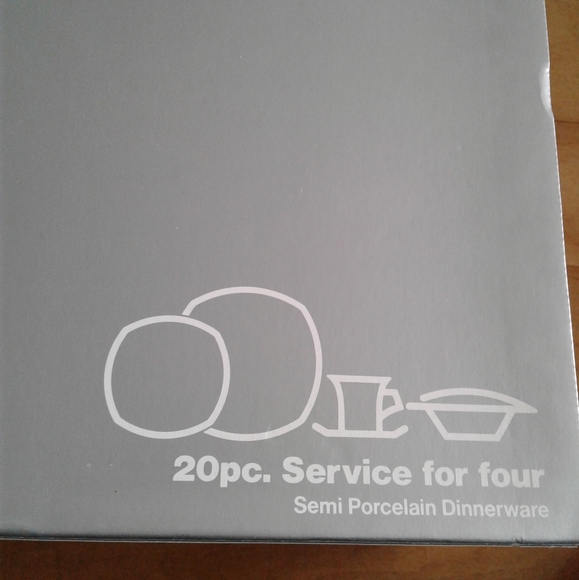 20pc. Service for four
Semi Porcelain Dinnerware